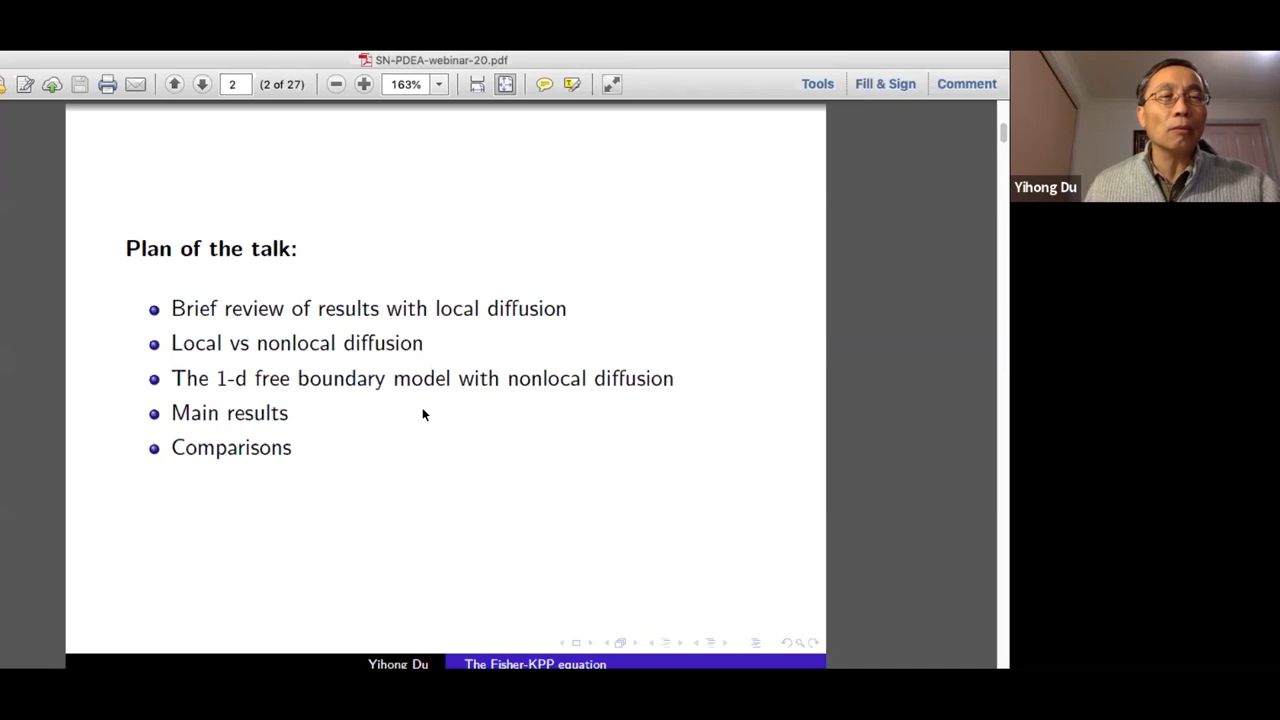 SN-PDEA-webinar-20.pdf
2 (2 of 27) 163% Tools Fill & Sign Comment
Plan of the talk:
Brief review of results with local diffusion
Local vs nonlocal diffusion
The 1-d free boundary model with nonlocal diffusion
Main results
Comparisons
Yihong Du The Fisher-KPP equation
Yihong Du